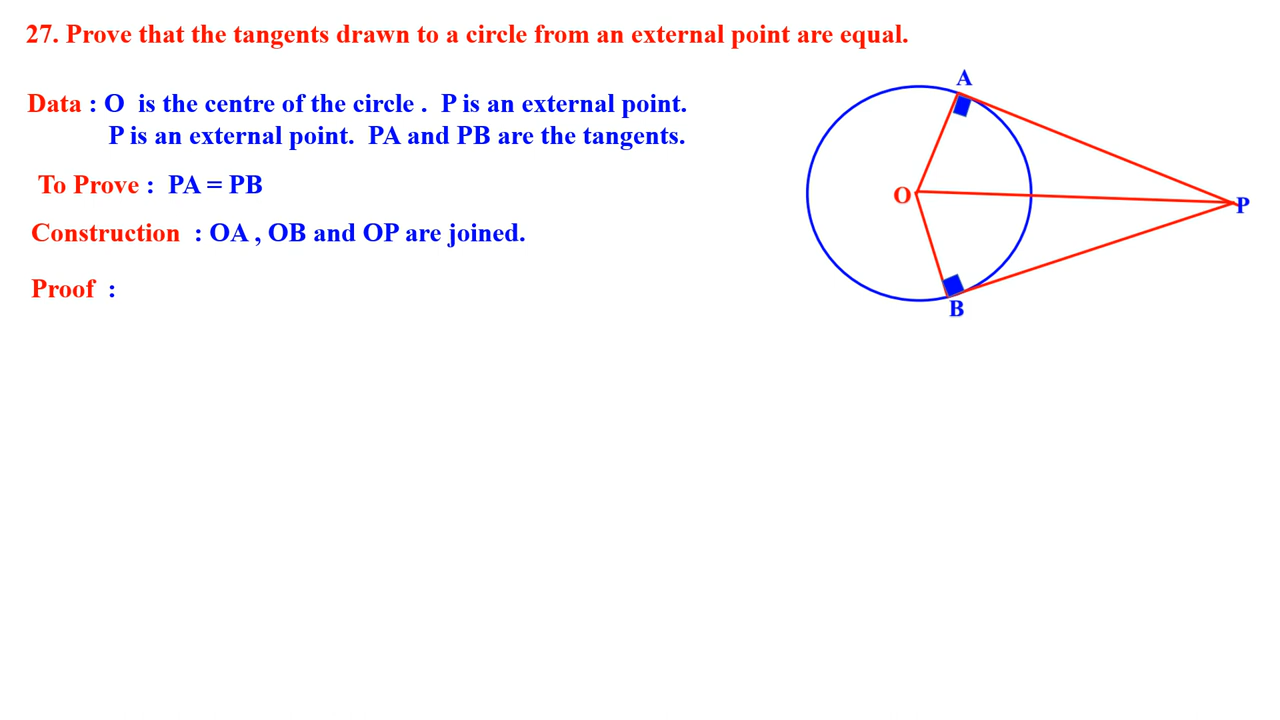 27. Prove that the tangents drawn to a circle from an external point are equal.
Data : O is the centre of the circle . P is an external point.
P is an external point. PA and PB are the tangents.
To Prove : PA = PB
Construction : OA , OB and OP are joined.
Proof :
A
O
P
B